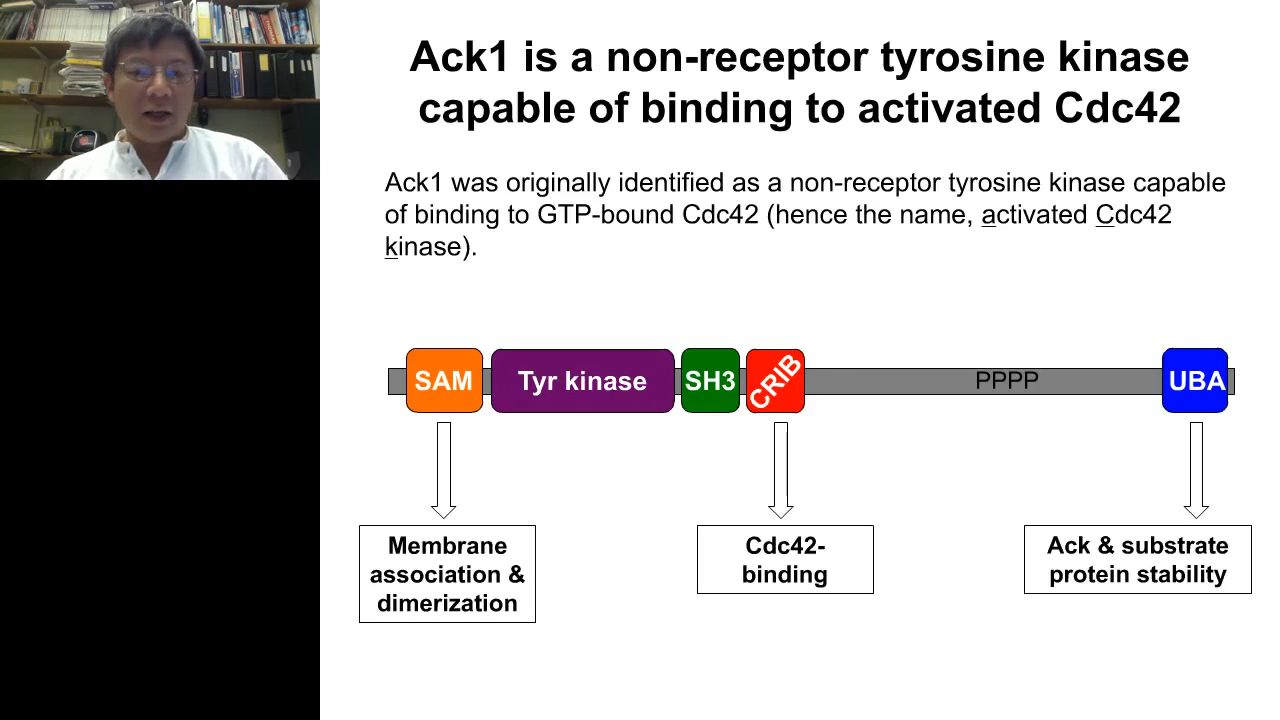 Ack1 is a non-receptor tyrosine kinase
capable of binding to activated Cdc42
Ack1 was originally identified as a non-receptor tyrosine kinase capable
of binding to GTP-bound Cdc42 (hence the name, activated Cdc42
kinase).
SAM
Tyr kinase
SH3
CRIB
PPPP
UBA
Membrane
association &
dimerization
Cdc42-
binding
Ack & substrate
protein stability